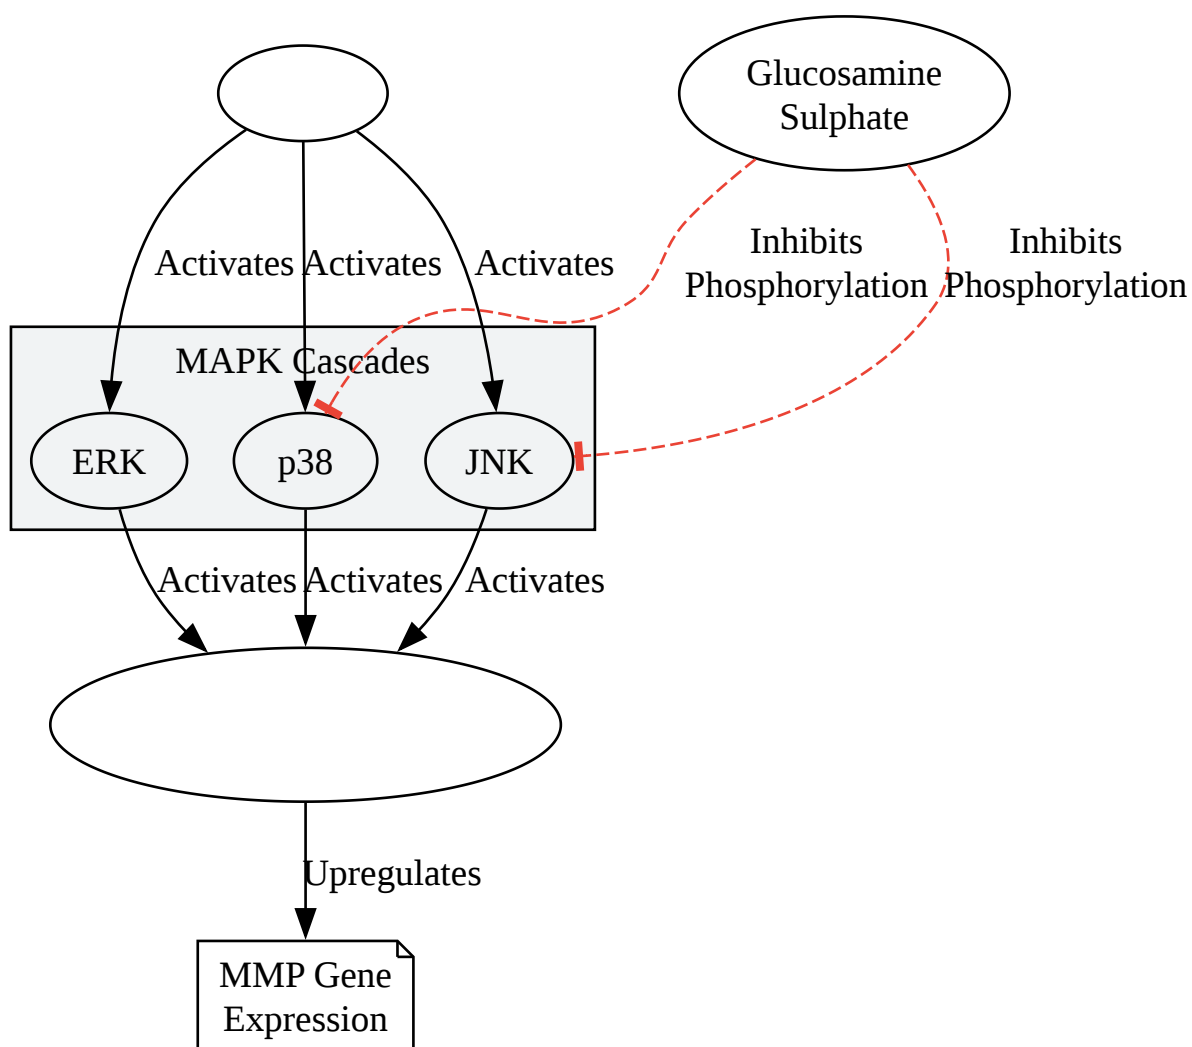 Glucosamine
Sulphate
Activates
Activates
Activates
Inhibits
Phosphorylation
Inhibits
Phosphorylation
MAPK Cascades
ERK
p38
JNK
Activates
Activates
Activates
Upregulates
MMP Gene
Expression